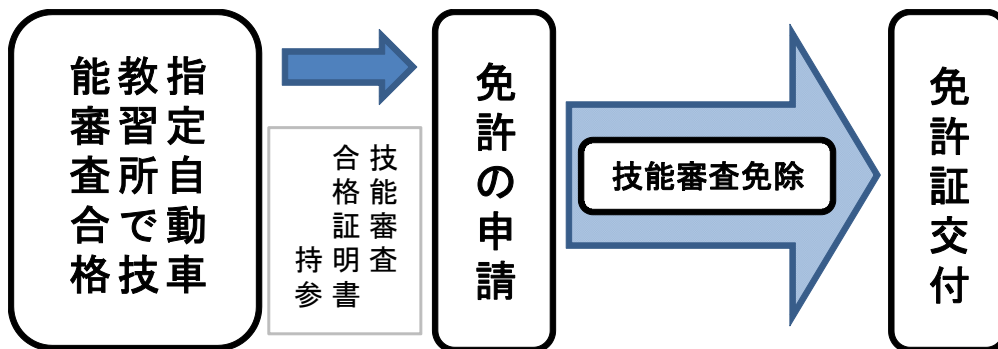 指定自動車
教習所で技
能審査合格
技能審査
合格証明書
持参
免許の申請
技能審査免除
免許証交付